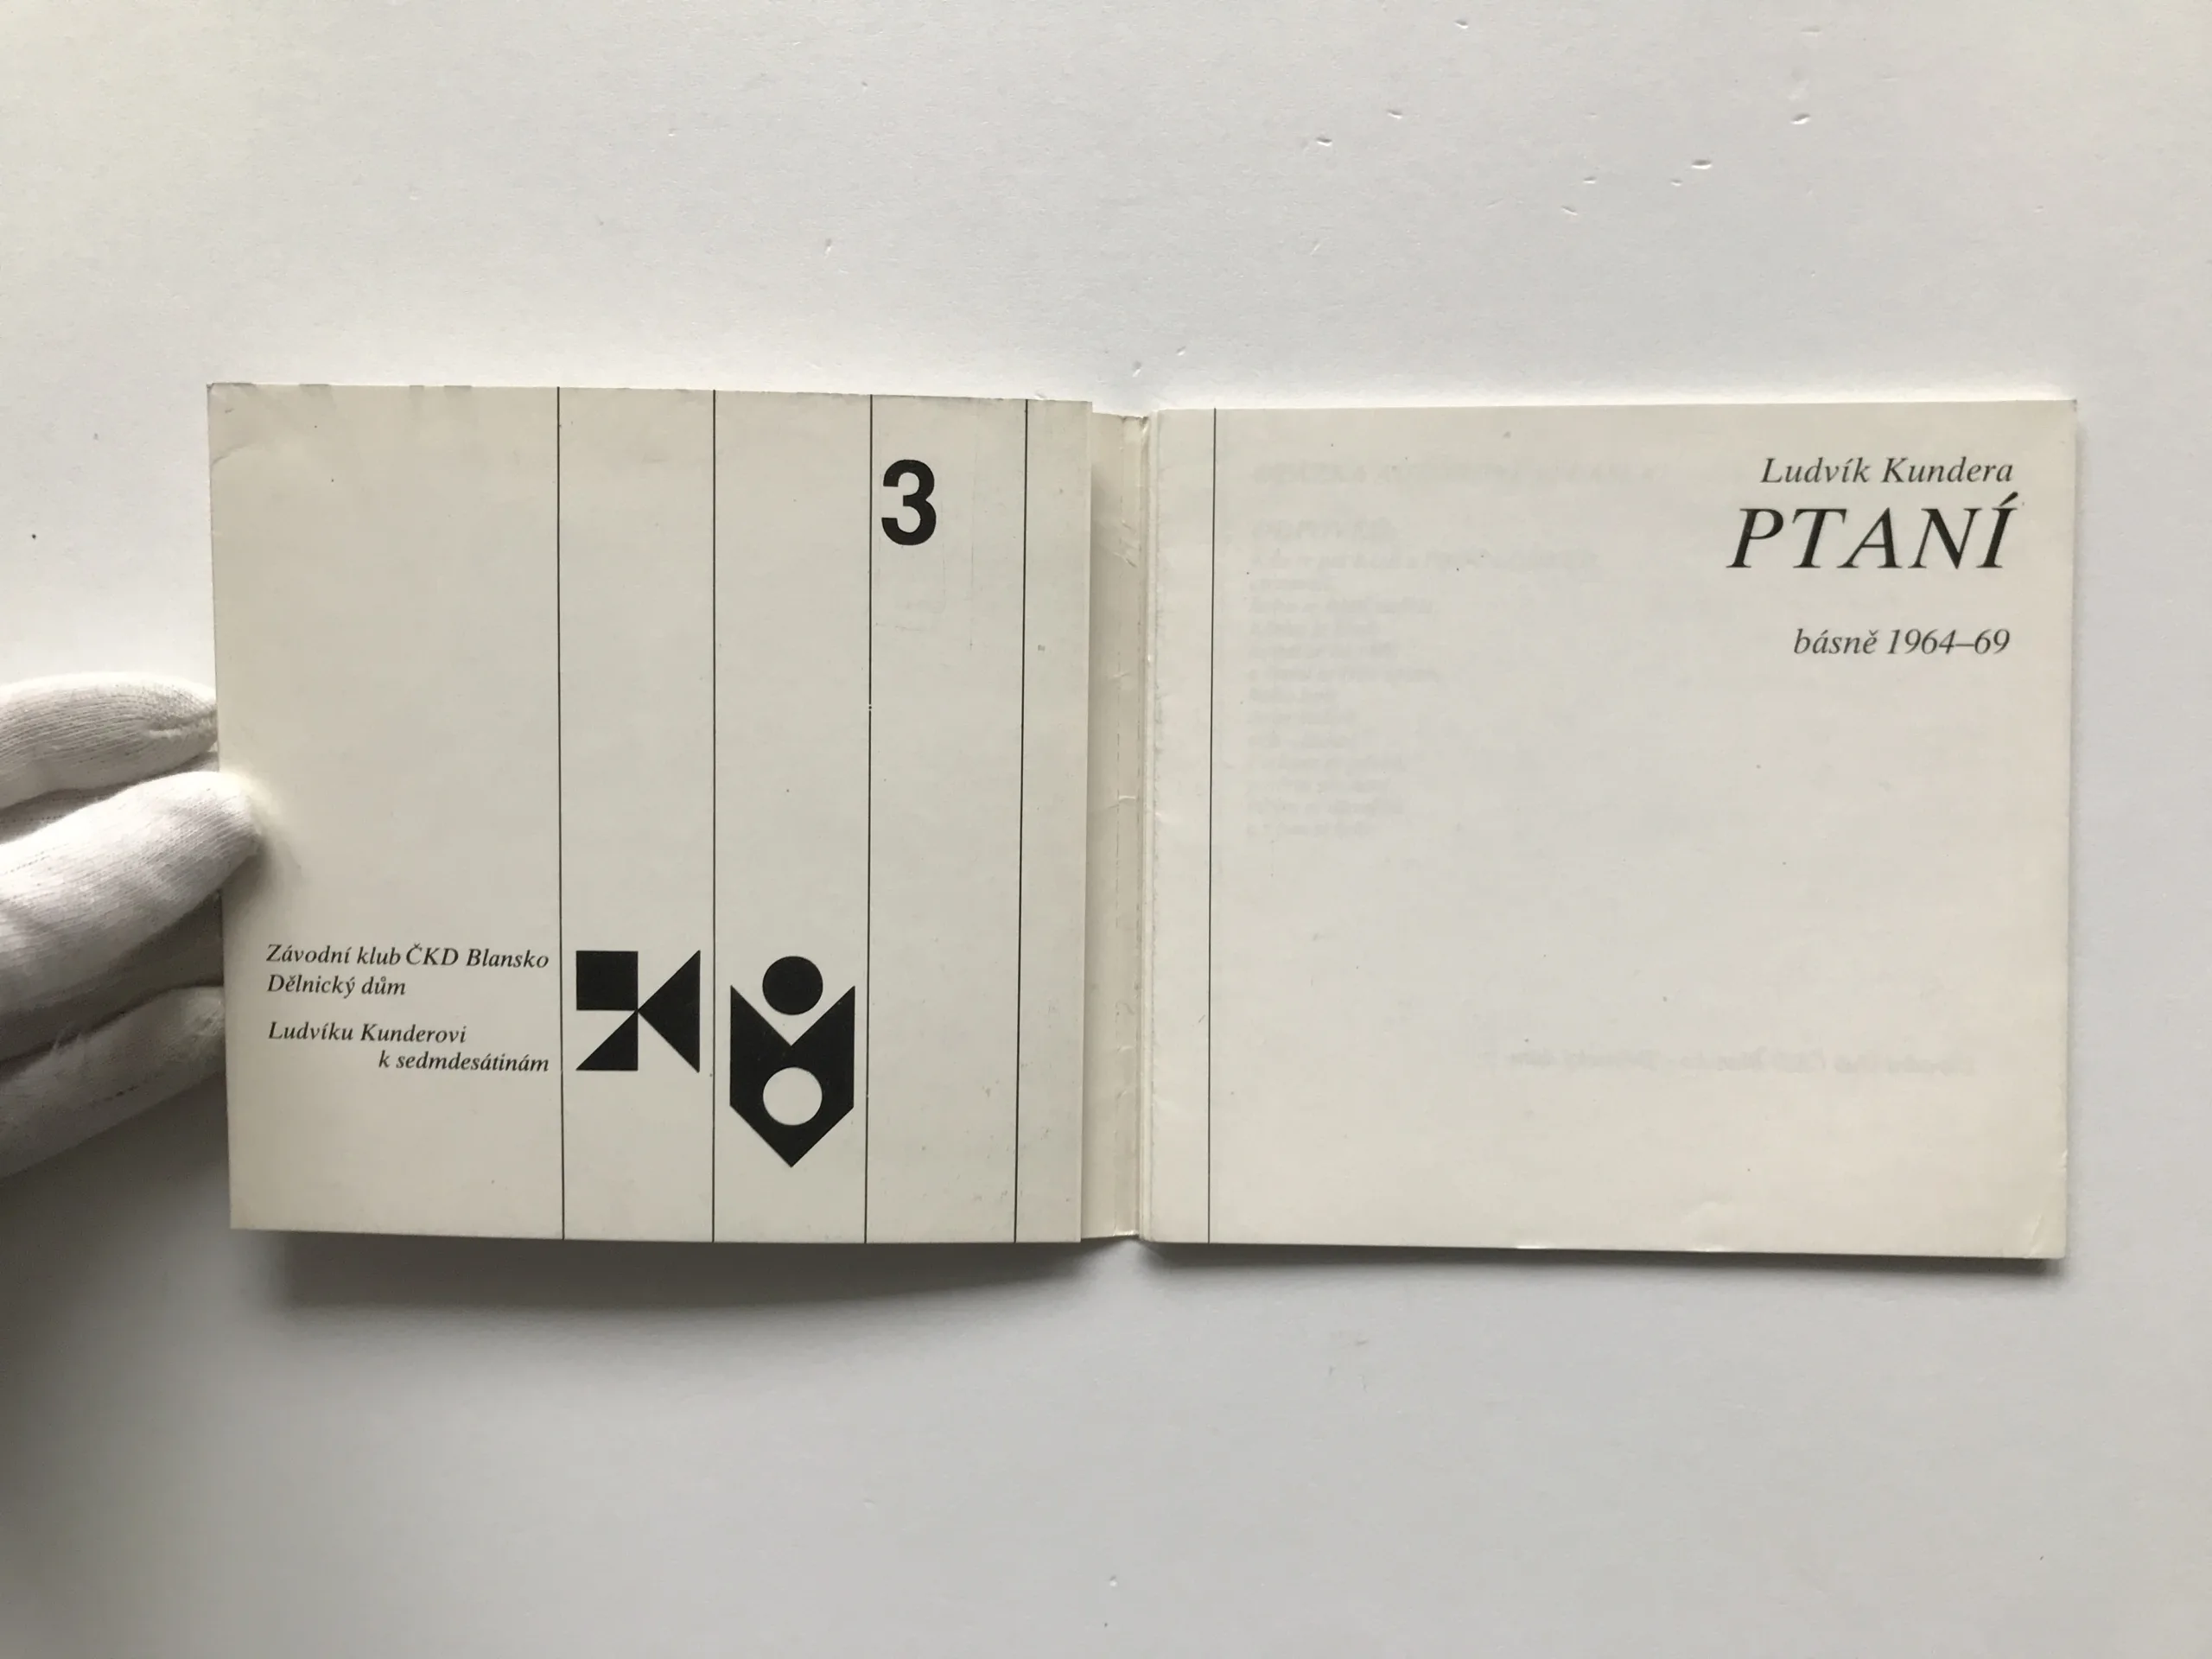 3
Závodní klub ČKD Blansko
Dělnický dům
Ludvíku Kunderovi
k sedmdesátinám
Ludvík Kundera
PTANÍ
básně 1964–69